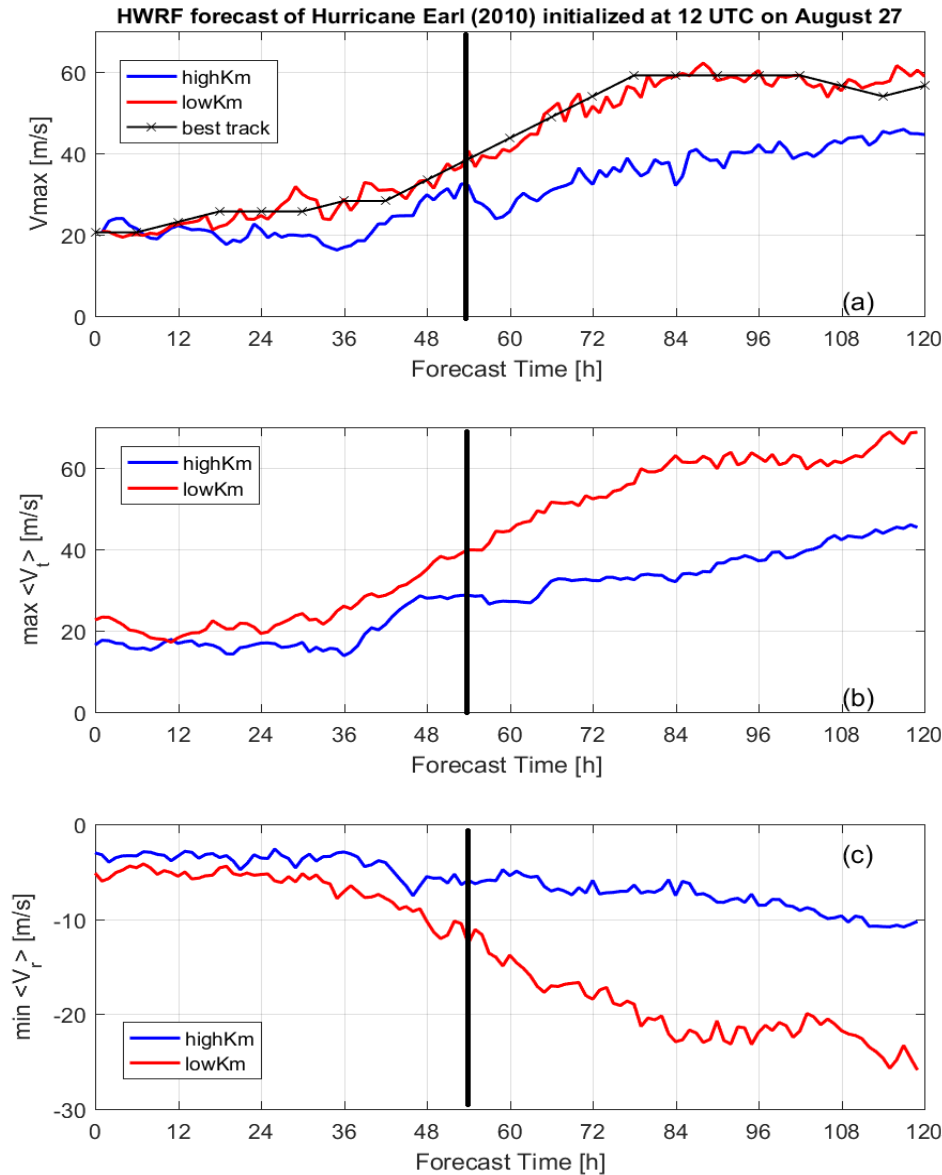 HWRF forecast of Hurricane Earl (2010) initialized at 12 UTC on August 27
Vmax [m/s]
60
40
20
0
highKm
lowKm
best track
(a)
0 12 24 36 48 60 72 84 96 108 120
Forecast Time [h]
max <V_t> [m/s]
60
40
20
0
highKm
lowKm
(b)
0 12 24 36 48 60 72 84 96 108 120
Forecast Time [h]
min <V_r> [m/s]
0
-10
-20
-30
(c)
highKm
lowKm
0 12 24 36 48 60 72 84 96 108 120
Forecast Time [h]